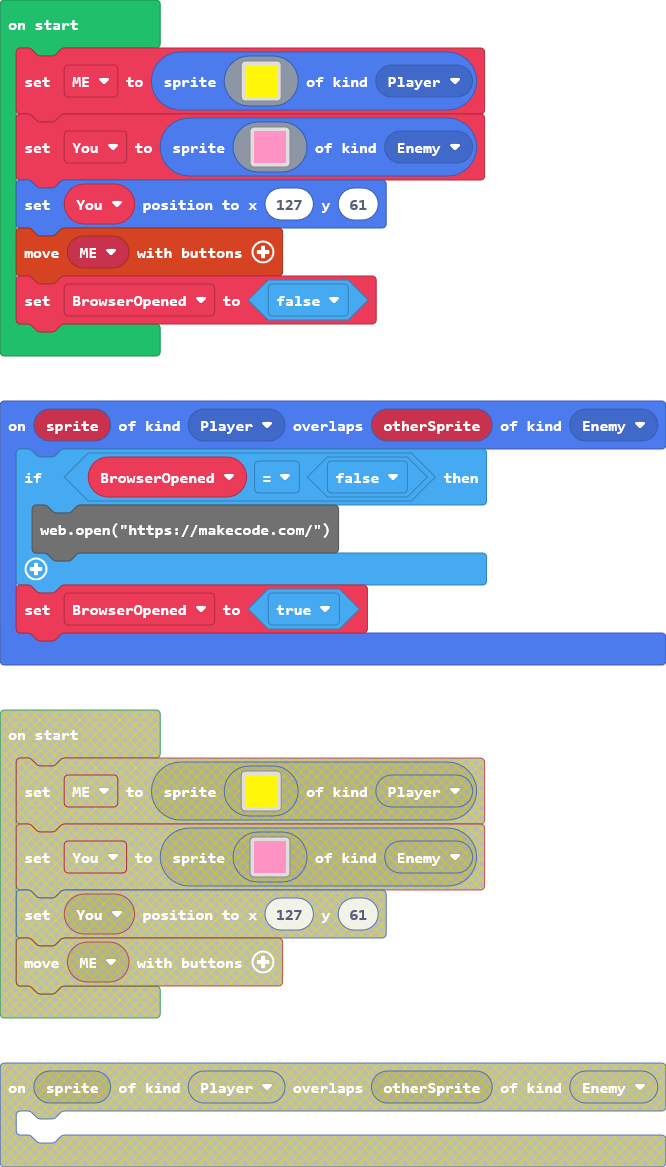 on start
set ME to sprite of kind Player
set You to sprite of kind Enemy
set You position to x 127 y 61
move ME with buttons
set BrowserOpened to false
on sprite of kind Player overlaps otherSprite of kind Enemy
if BrowserOpened = false then
web.open("https://makecode.com/")
set BrowserOpened to true
on start
set ME to sprite of kind Player
set You to sprite of kind Enemy
set You position to x 127 y 61
move ME with buttons
on sprite of kind Player overlaps otherSprite of kind Enemy